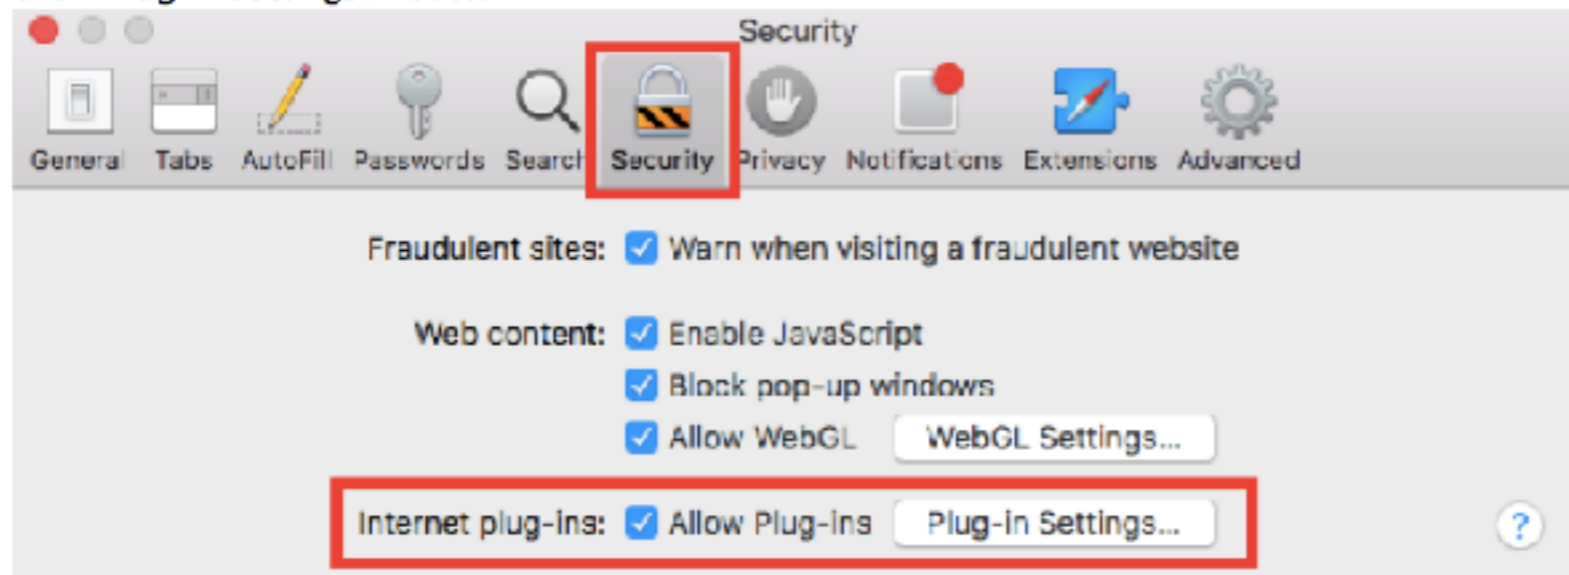 Security
General Tabs AutoFill Passwords Search Security Privacy Notifications Extensions Advanced
Fraudulent sites: Warn when visiting a fraudulent website
Web content: Enable JavaScript
Block pop-up windows
Allow WebGL WebGL Settings...
Internet plug-ins: Allow Plug-ins Plug-in Settings... ?